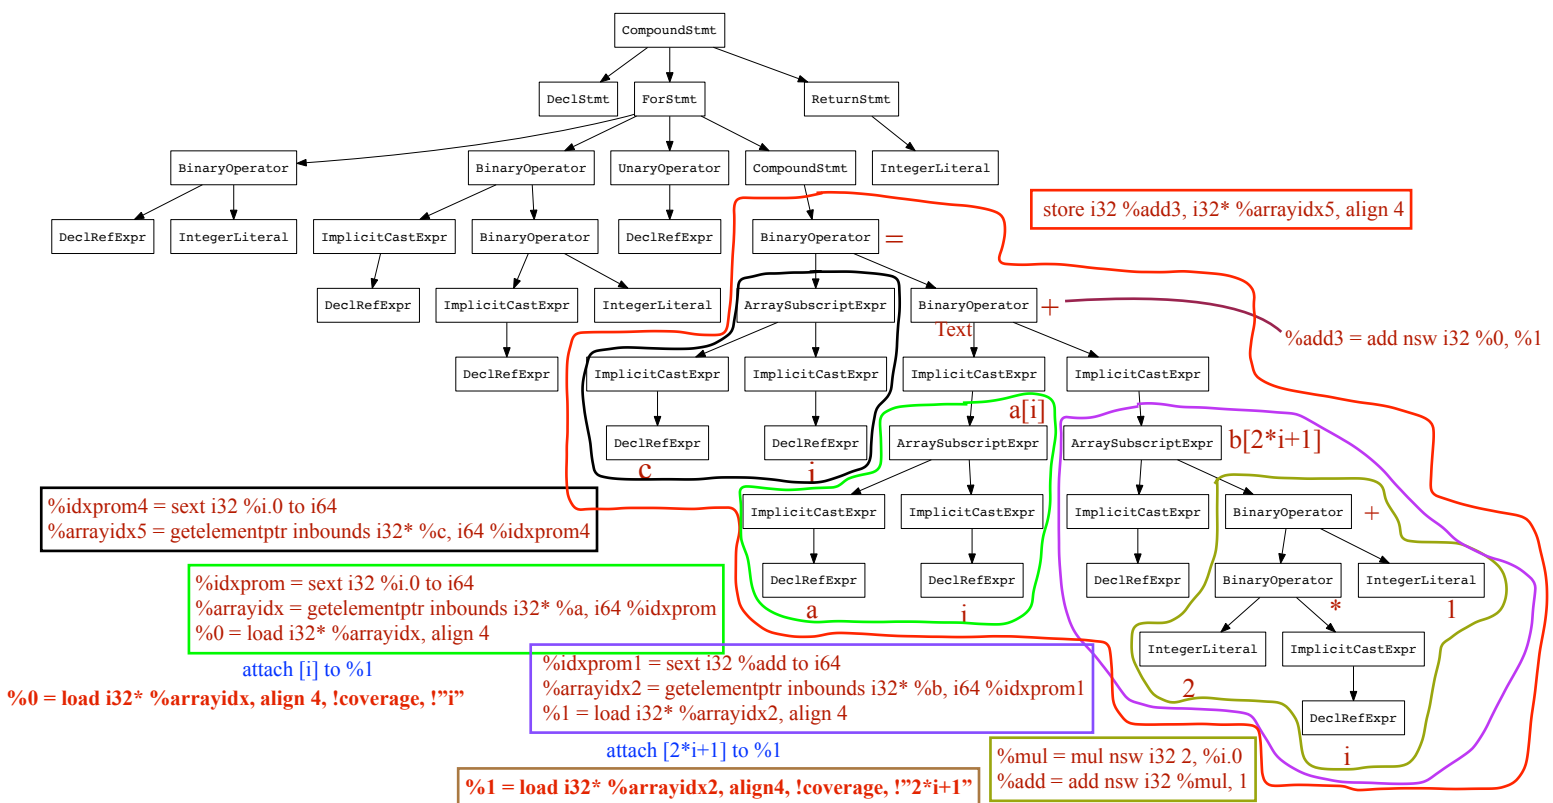 CompoundStmt
DeclStmt
ForStmt
ReturnStmt
BinaryOperator
BinaryOperator
UnaryOperator
CompoundStmt
IntegerLiteral
store i32 %add3, i32* %arrayidx5, align 4
DeclRefExpr
IntegerLiteral
ImplicitCastExpr
BinaryOperator
DeclRefExpr
BinaryOperator
=
DeclRefExpr
ImplicitCastExpr
IntegerLiteral
ArraySubscriptExpr
BinaryOperator
+
Text
%add3 = add nsw i32 %0, %1
DeclRefExpr
ImplicitCastExpr
ImplicitCastExpr
ImplicitCastExpr
ImplicitCastExpr
a[i]
DeclRefExpr
DeclRefExpr
ArraySubscriptExpr
ArraySubscriptExpr
b[2*i+1]
c
i
%idxprom4 = sext i32 %i.0 to i64
%arrayidx5 = getelementptr inbounds i32* %c, i64 %idxprom4
ImplicitCastExpr
ImplicitCastExpr
ImplicitCastExpr
BinaryOperator
+
%idxprom = sext i32 %i.0 to i64
%arrayidx = getelementptr inbounds i32* %a, i64 %idxprom
%0 = load i32* %arrayidx, align 4
DeclRefExpr
DeclRefExpr
DeclRefExpr
BinaryOperator
IntegerLiteral
a
i
*
1
attach [i] to %1
%0 = load i32* %arrayidx, align 4, !coverage, !”i”
%idxprom1 = sext i32 %add to i64
%arrayidx2 = getelementptr inbounds i32* %b, i64 %idxprom1
%1 = load i32* %arrayidx2, align 4
IntegerLiteral
ImplicitCastExpr
2
DeclRefExpr
i
attach [2*i+1] to %1
%1 = load i32* %arrayidx2, align4, !coverage, !”2*i+1”
%mul = mul nsw i32 2, %i.0
%add = add nsw i32 %mul, 1